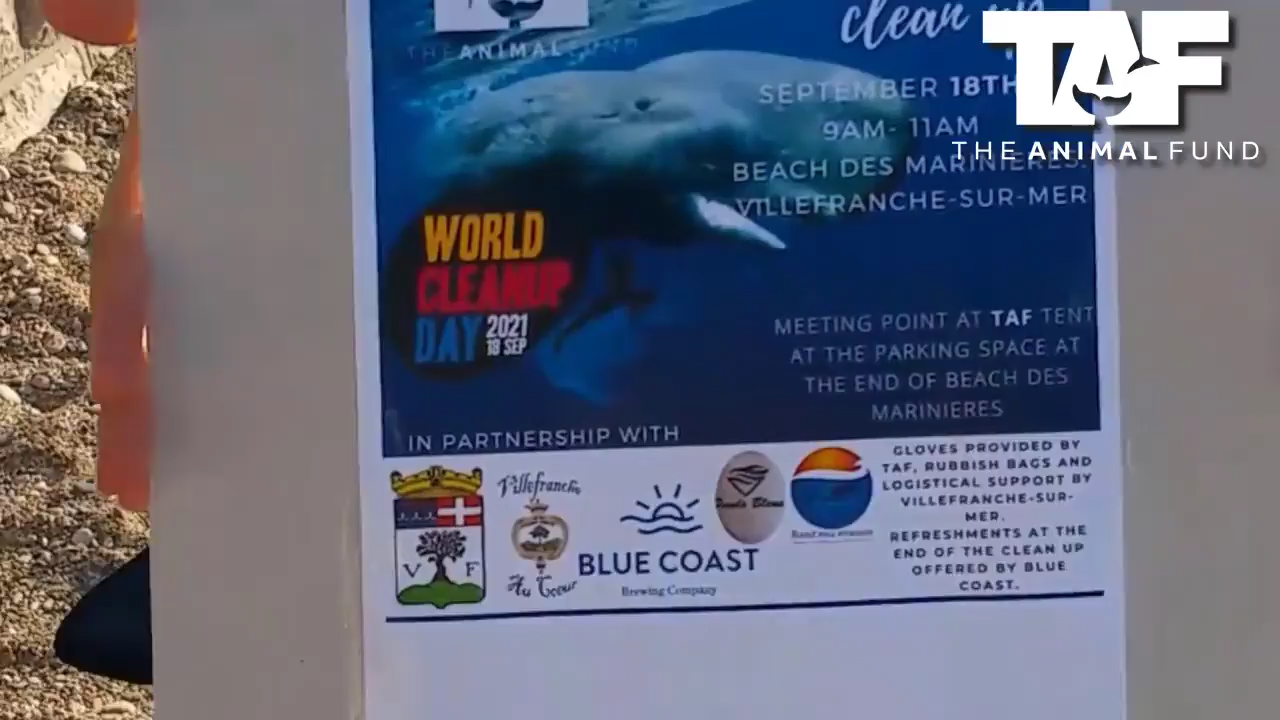 TAF
THE ANIMAL FUND
THE ANIMAL FUND
clean up
SEPTEMBER 18TH
9AM- 11AM
BEACH DES MARINIERES.
VILLEFRANCHE-SUR-MER
WORLD
CLEANUP
DAY 2021
18 SEP
MEETING POINT AT TAF TENT
AT THE PARKING SPACE AT
THE END OF BEACH DES
MARINIERES
IN PARTNERSHIP WITH
V F
Villefranche
Au Coeur
BLUE COAST
Brewing Company
GLOVES PROVIDED BY
TAF, RUBBISH BAGS AND
LOGISTICAL SUPPORT BY
VILLEFRANCHE-SUR-
MER.
REFRESHMENTS AT THE
END OF THE CLEAN UP
OFFERED BY BLUE
COAST.